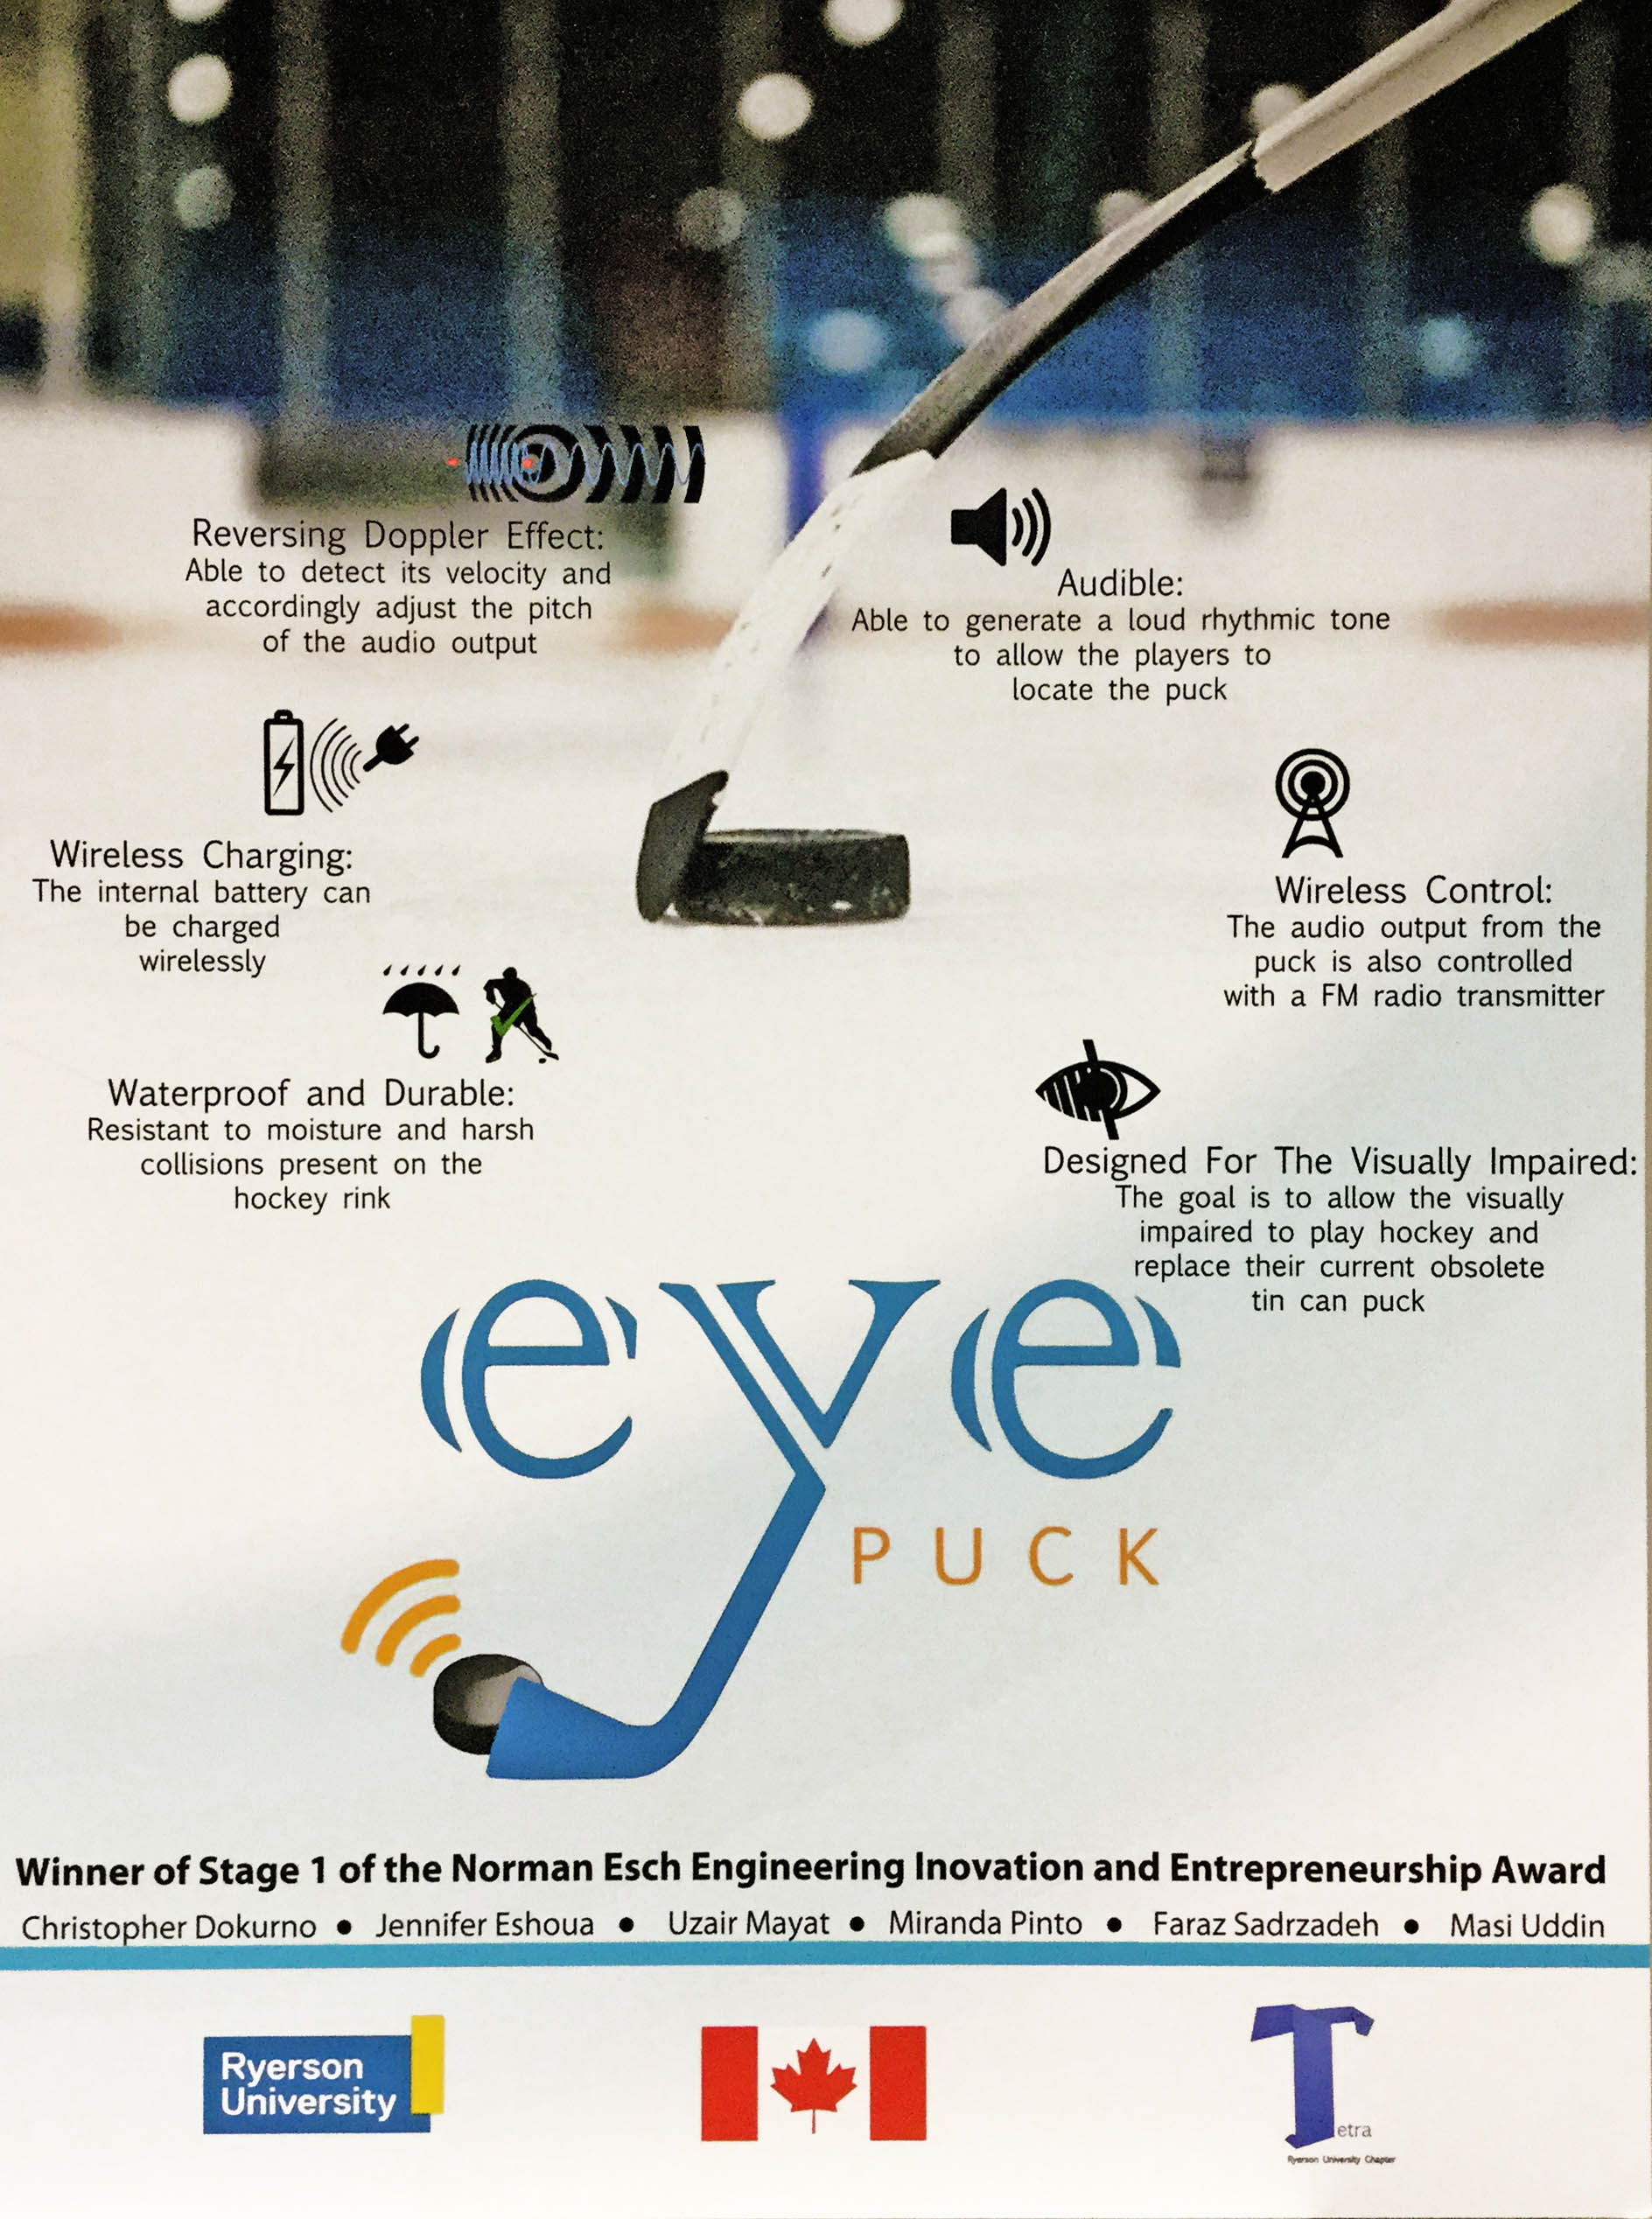 Reversing Doppler Effect:
Able to detect its velocity and
accordingly adjust the pitch
of the audio output
Audible:
Able to generate a loud rhythmic tone
to allow the players to
locate the puck
Wireless Charging:
The internal battery can
be charged
wirelessly
Wireless Control:
The audio output from the
puck is also controlled
with a FM radio transmitter
Waterproof and Durable:
Resistant to moisture and harsh
collisions present on the
hockey rink
Designed For The Visually Impaired:
The goal is to allow the visually
impaired to play hockey and
replace their current obsolete
tin can puck
eye
PUCK
Winner of Stage 1 of the Norman Esch Engineering Inovation and Entrepreneurship Award
Christopher Dokurno • Jennifer Eshoua • Uzair Mayat • Miranda Pinto • Faraz Sadrzadeh • Masi Uddin
Ryerson
University
Tetra
Ryerson University Chapter